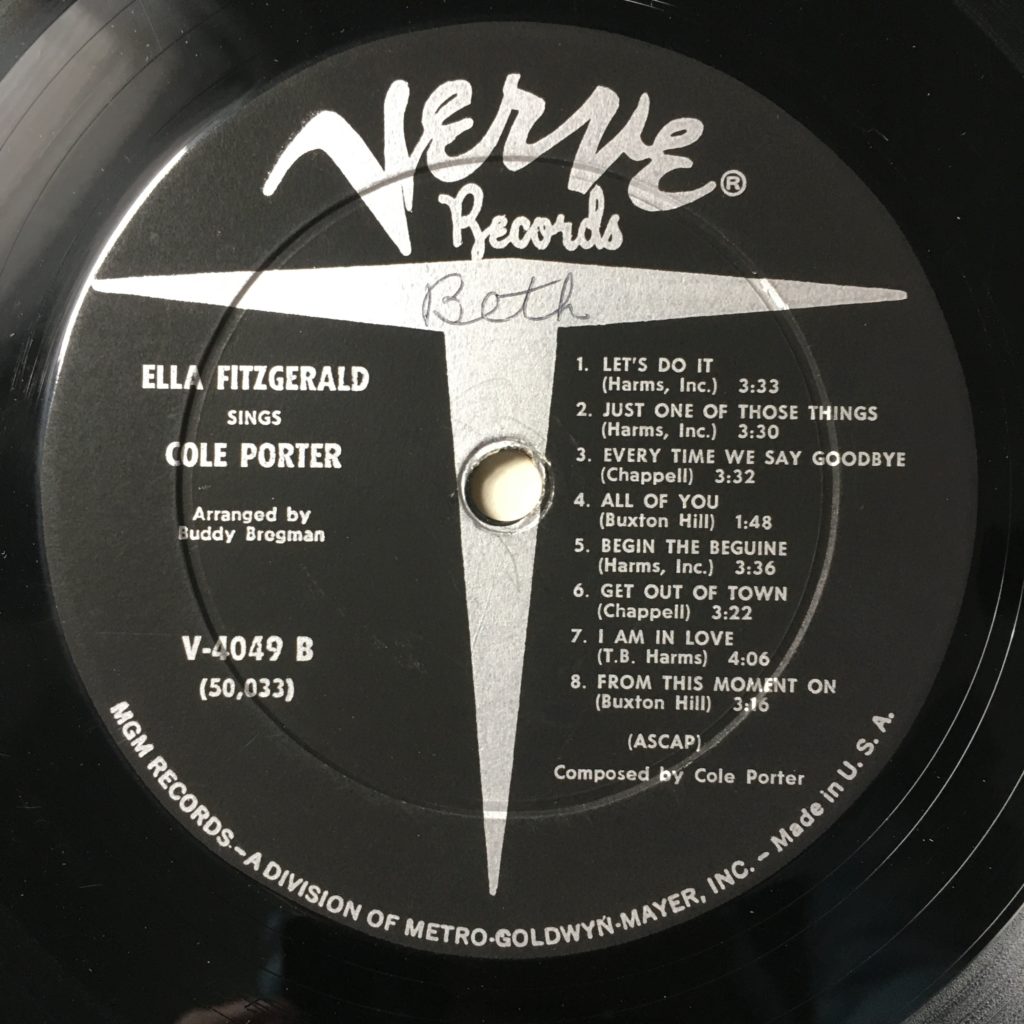 Verve®
Records
Beth
ELLA FITZGERALD
SINGS
COLE PORTER
Arranged by
Buddy Brogman
V-4049 B
(50,033)
1. LET'S DO IT
(Harms, Inc.) 3:33
2. JUST ONE OF THOSE THINGS
(Harms, Inc.) 3:30
3. EVERY TIME WE SAY GOODBYE
(Chappell) 3:32
4. ALL OF YOU
(Buxton Hill) 1:48
5. BEGIN THE BEGUINE
(Harms, Inc.) 3:36
6. GET OUT OF TOWN
(Chappell) 3:22
7. I AM IN LOVE
(T.B. Harms) 4:06
8. FROM THIS MOMENT ON
(Buxton Hill) 3:16
(ASCAP)
Composed by Cole Porter
MGM RECORDS—A DIVISION OF METRO-GOLDWYN-MAYER, INC. - Made in U. S. A.